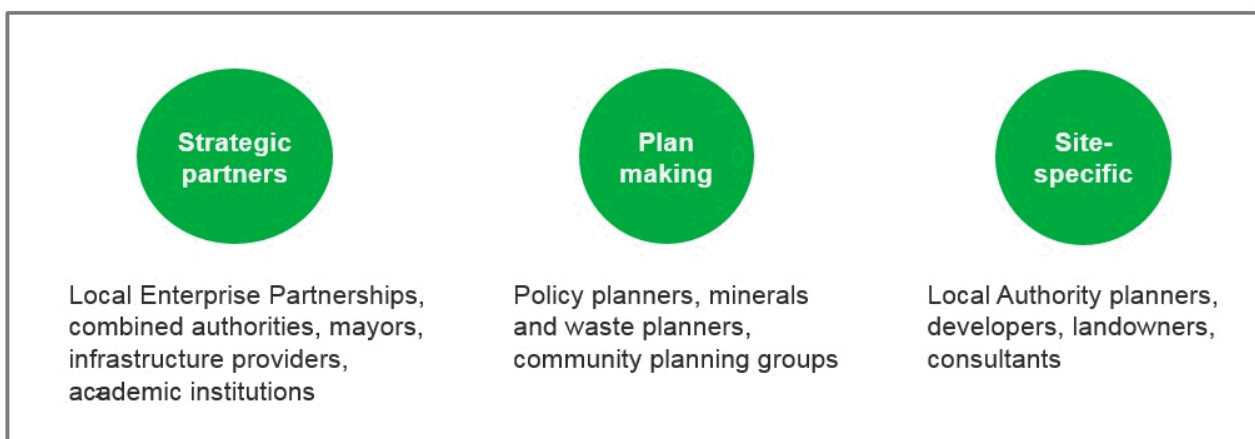 Strategic
partners
Local Enterprise Partnerships,
combined authorities, mayors,
infrastructure providers,
academic institutions
Plan
making
Policy planners, minerals
and waste planners,
community planning groups
Site-
specific
Local Authority planners,
developers, landowners,
consultants